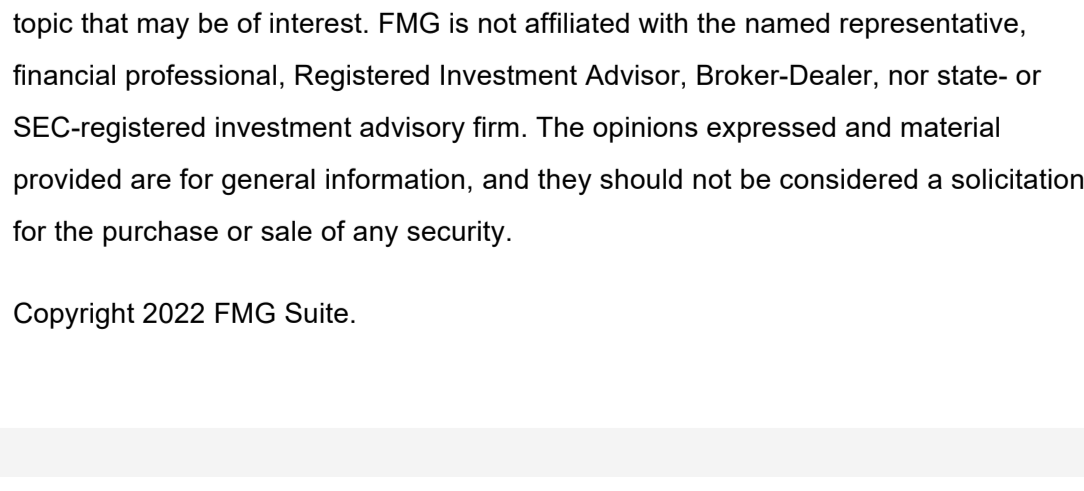 topic that may be of interest. FMG is not affiliated with the named representative,
financial professional, Registered Investment Advisor, Broker-Dealer, nor state- or
SEC-registered investment advisory firm. The opinions expressed and material
provided are for general information, and they should not be considered a solicitation
for the purchase or sale of any security.
Copyright 2022 FMG Suite.